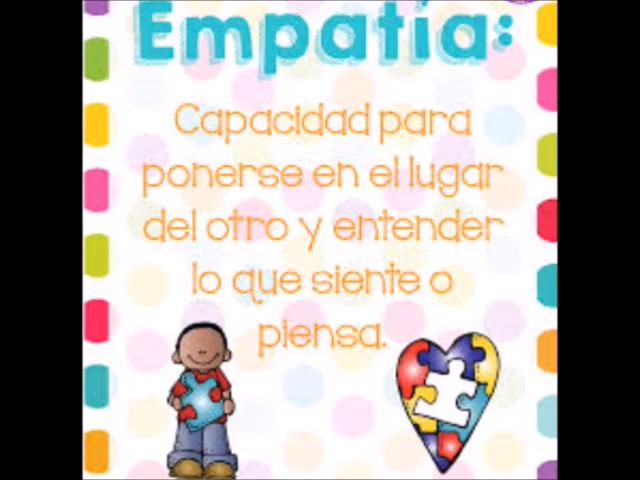 Empatía:
Capacidad para
ponerse en el lugar
del otro y entender
lo que siente o
piensa.